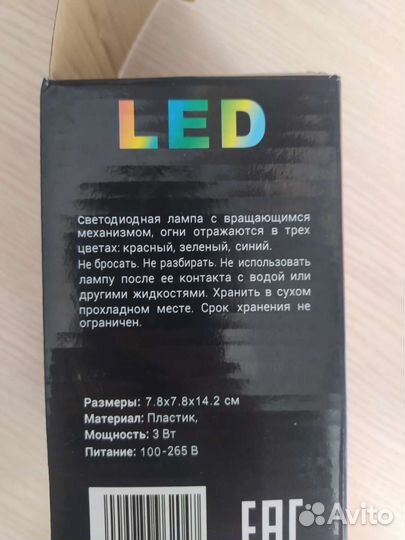 LED
Светодиодная лампа с вращающимся
механизмом, огни отражаются в трех
цветах: красный, зеленый, синий.
Не бросать. Не разбирать. Не использовать
лампу после ее контакта с водой или
другими жидкостями. Хранить в сухом
прохладном месте. Срок хранения не
ограничен.
Размеры: 7.8х7.8х14.2 см
Материал: Пластик,
Мощность: 3 Вт
Питание: 100-265 В
EAC
Avito